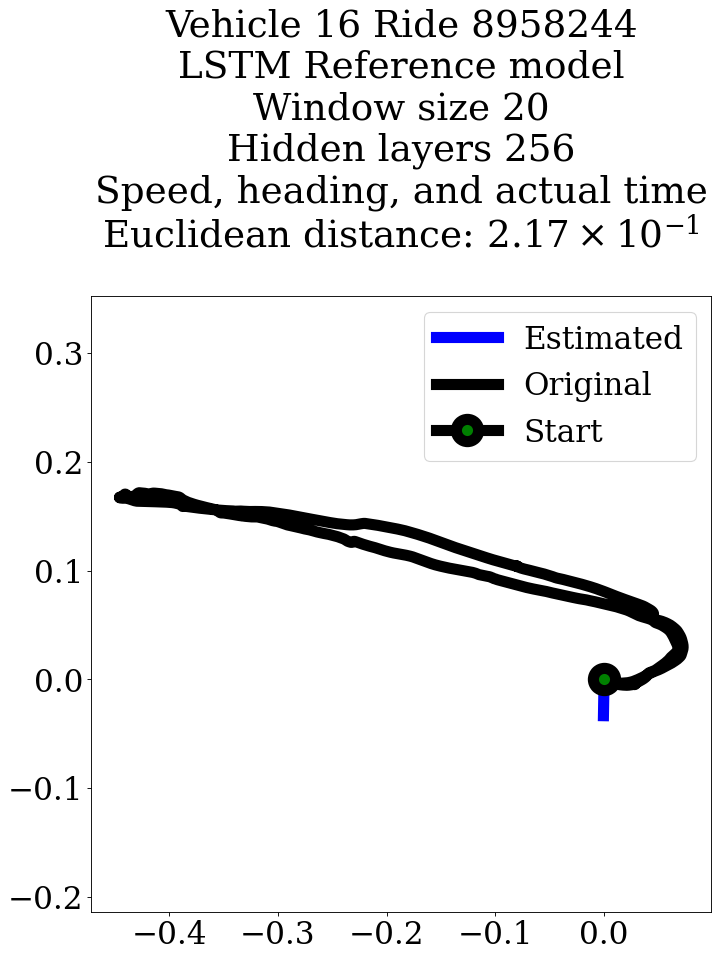 Vehicle 16 Ride 8958244
LSTM Reference model
Window size 20
Hidden layers 256
Speed, heading, and actual time
Euclidean distance: 2.17 × 10⁻¹
Estimated
Original
Start
0.3
0.2
0.1
0.0
−0.1
−0.2
−0.4 −0.3 −0.2 −0.1 0.0